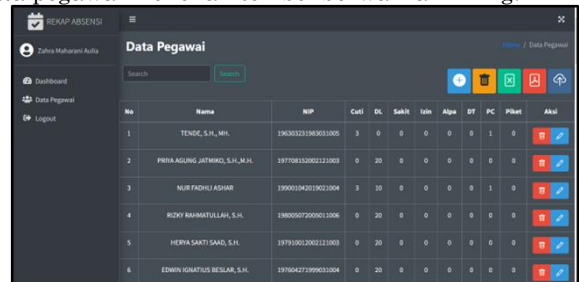 REKAP ABSENSI
Zahra Maharani Aulia
Dashboard
Data Pegawai
Logout
Data Pegawai
Home / Data Pegawai
Search Search
No Nama NIP Cuti DL Sakit Izin Alpa DT PC Piket Aksi
1 TENDE, S.H., MH. 196303231983031005 3 0 0 0 0 0 1 0
2 PRIYA AGUNG JATMIKO, S.H.,M.H. 197708152002121003 0 20 0 0 0 0 0 0
3 NUR FADHLI ASHAR 199001042019021004 3 10 0 0 0 0 1 0
4 RIZKY RAHMATULLAH, S.H. 198005072005011006 0 20 0 0 0 0 0 0
5 HERYA SAKTI SAAD, S.H. 197910012002121003 0 20 0 0 0 0 0 0
6 EDWIN IGNATIUS BESLAR, S.H. 197604271999031004 0 20 0 0 0 0 0 0